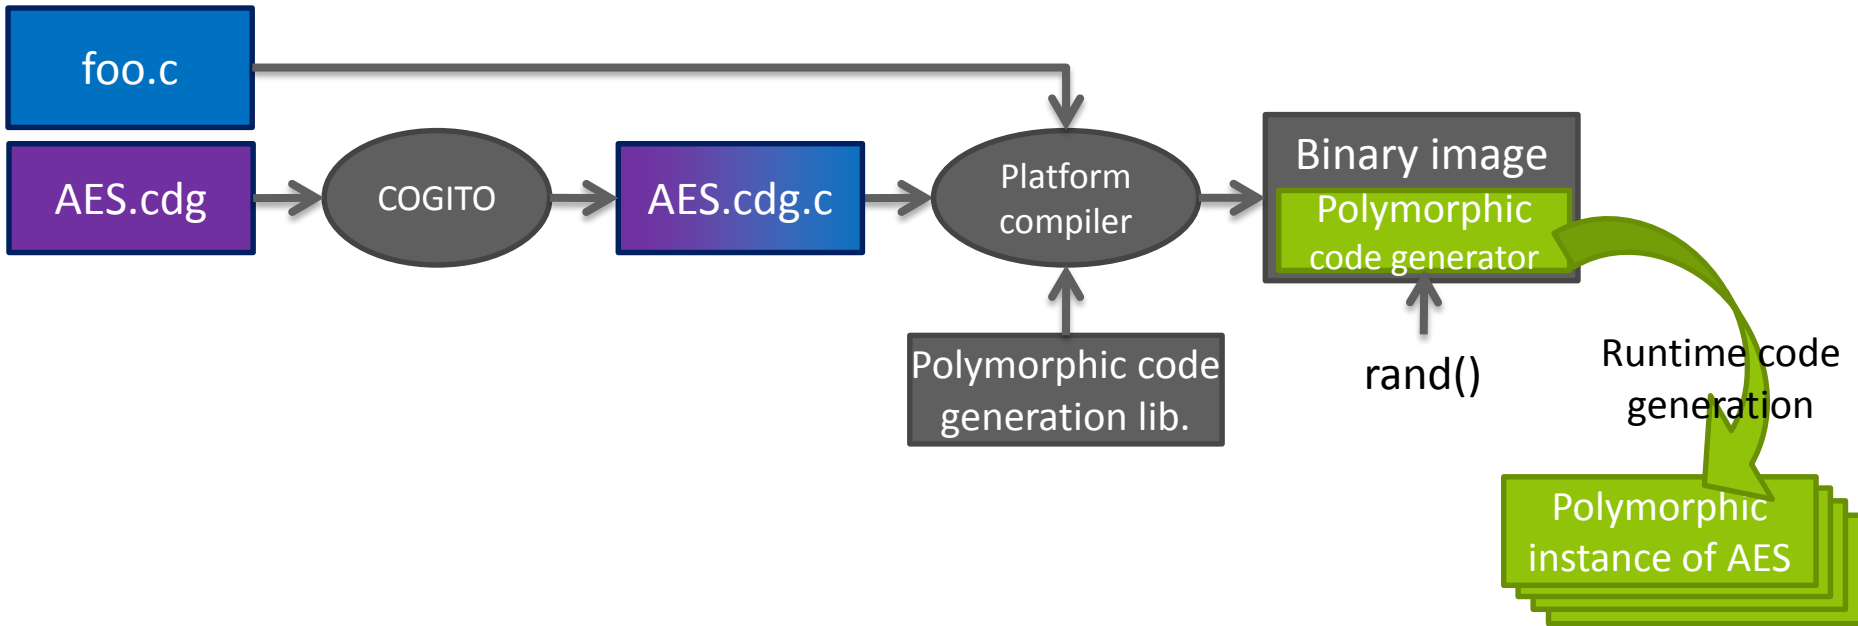 foo.c
AES.cdg
COGITO
AES.cdg.c
Platform
compiler
Binary image
Polymorphic
code generator
Polymorphic code
generation lib.
rand()
Runtime code
generation
Polymorphic
instance of AES